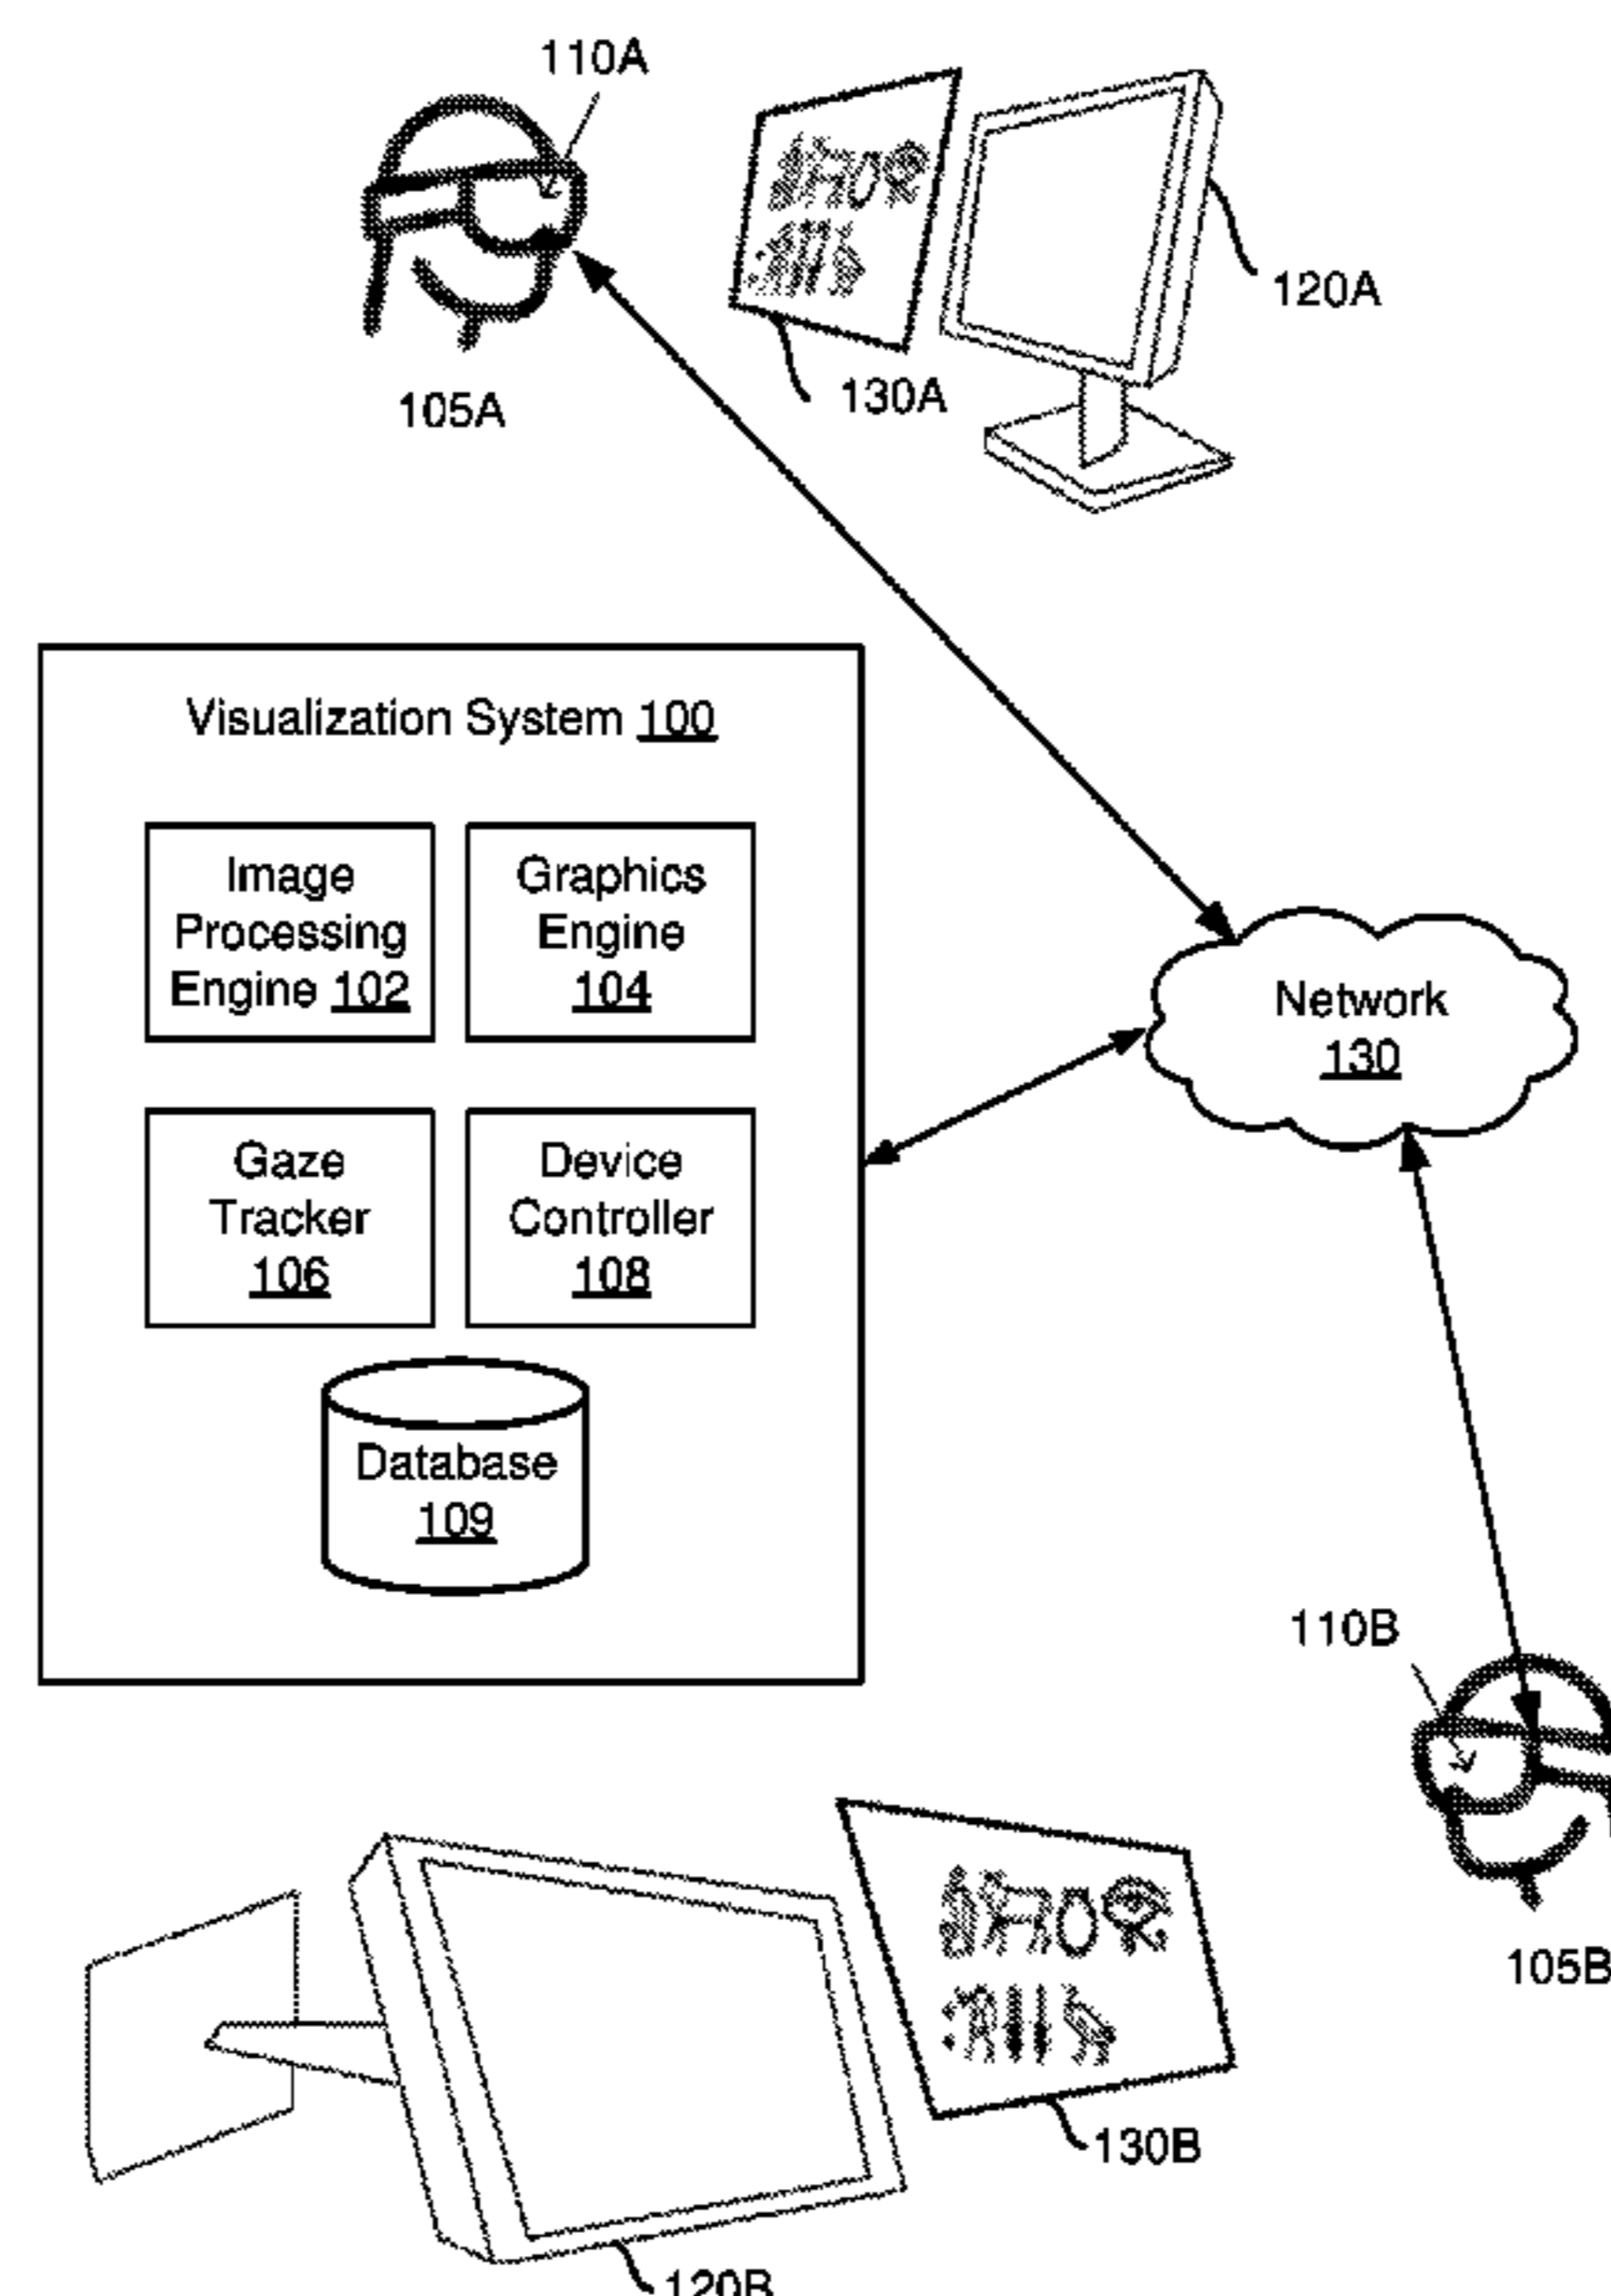 110A
120A
130A
105A
Visualization System 100
Image
Processing
Engine 102
Graphics
Engine
104
Network
130
Gaze
Tracker
106
Device
Controller
108
Database
109
110B
105B
130B
120B